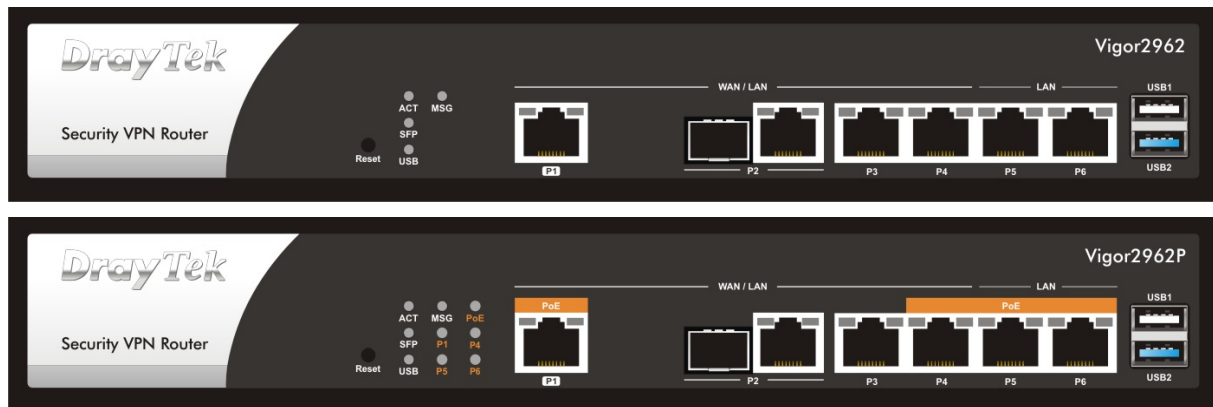 DrayTek
Security VPN Router
Vigor2962
WAN / LAN
LAN
USB1
ACT MSG
SFP
USB
Reset
P1
P2
P3
P4
P5
P6
USB2
DrayTek
Security VPN Router
Vigor2962P
WAN / LAN
LAN
USB1
PoE
PoE
ACT MSG PoE
SFP P1 P4
USB P5 P6
Reset
P1
P2
P3
P4
P5
P6
USB2